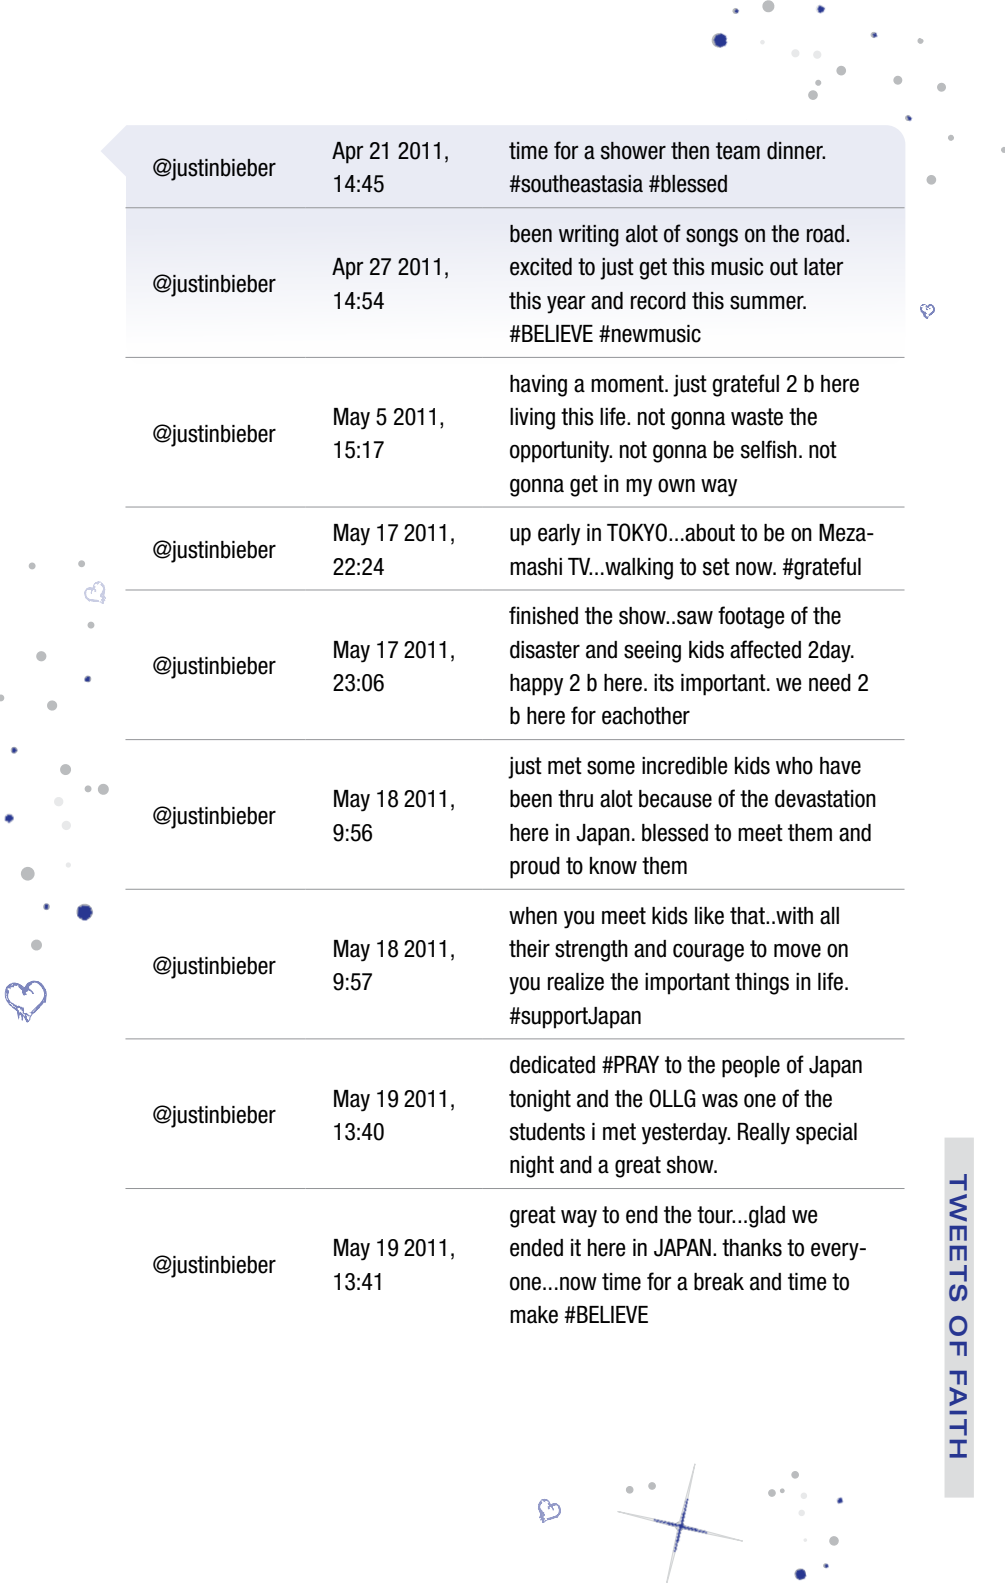 @justinbieber
Apr 21 2011,
14:45
time for a shower then team dinner.
#southeastasia #blessed
@justinbieber
Apr 27 2011,
14:54
been writing alot of songs on the road.
excited to just get this music out later
this year and record this summer.
#BELIEVE #newmusic
@justinbieber
May 5 2011,
15:17
having a moment. just grateful 2 b here
living this life. not gonna waste the
opportunity. not gonna be selfish. not
gonna get in my own way
@justinbieber
May 17 2011,
22:24
up early in TOKYO...about to be on Meza-
mashi TV...walking to set now. #grateful
@justinbieber
May 17 2011,
23:06
finished the show..saw footage of the
disaster and seeing kids affected 2day.
happy 2 b here. its important. we need 2
b here for eachother
@justinbieber
May 18 2011,
9:56
just met some incredible kids who have
been thru alot because of the devastation
here in Japan. blessed to meet them and
proud to know them
@justinbieber
May 18 2011,
9:57
when you meet kids like that..with all
their strength and courage to move on
you realize the important things in life.
#supportJapan
@justinbieber
May 19 2011,
13:40
dedicated #PRAY to the people of Japan
tonight and the OLLG was one of the
students i met yesterday. Really special
night and a great show.
@justinbieber
May 19 2011,
13:41
great way to end the tour...glad we
ended it here in JAPAN. thanks to every-
one...now time for a break and time to
make #BELIEVE
TWEETS OF FAITH